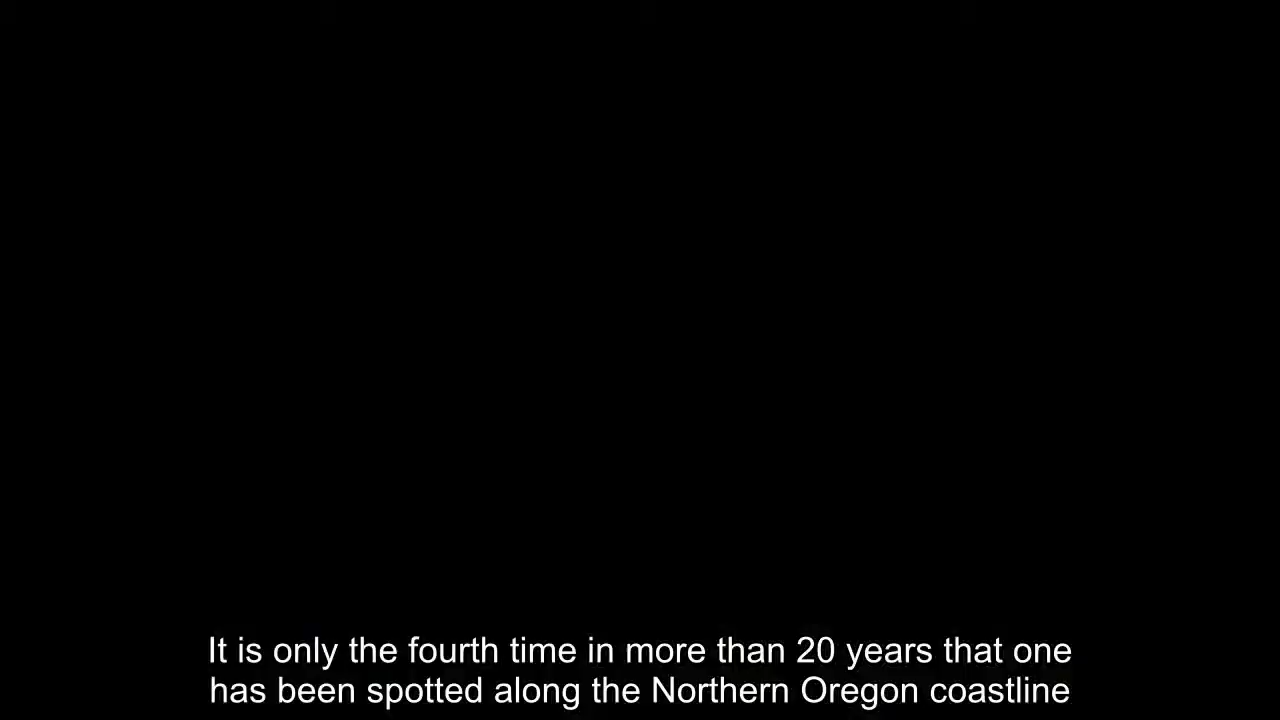 It is only the fourth time in more than 20 years that one
has been spotted along the Northern Oregon coastline